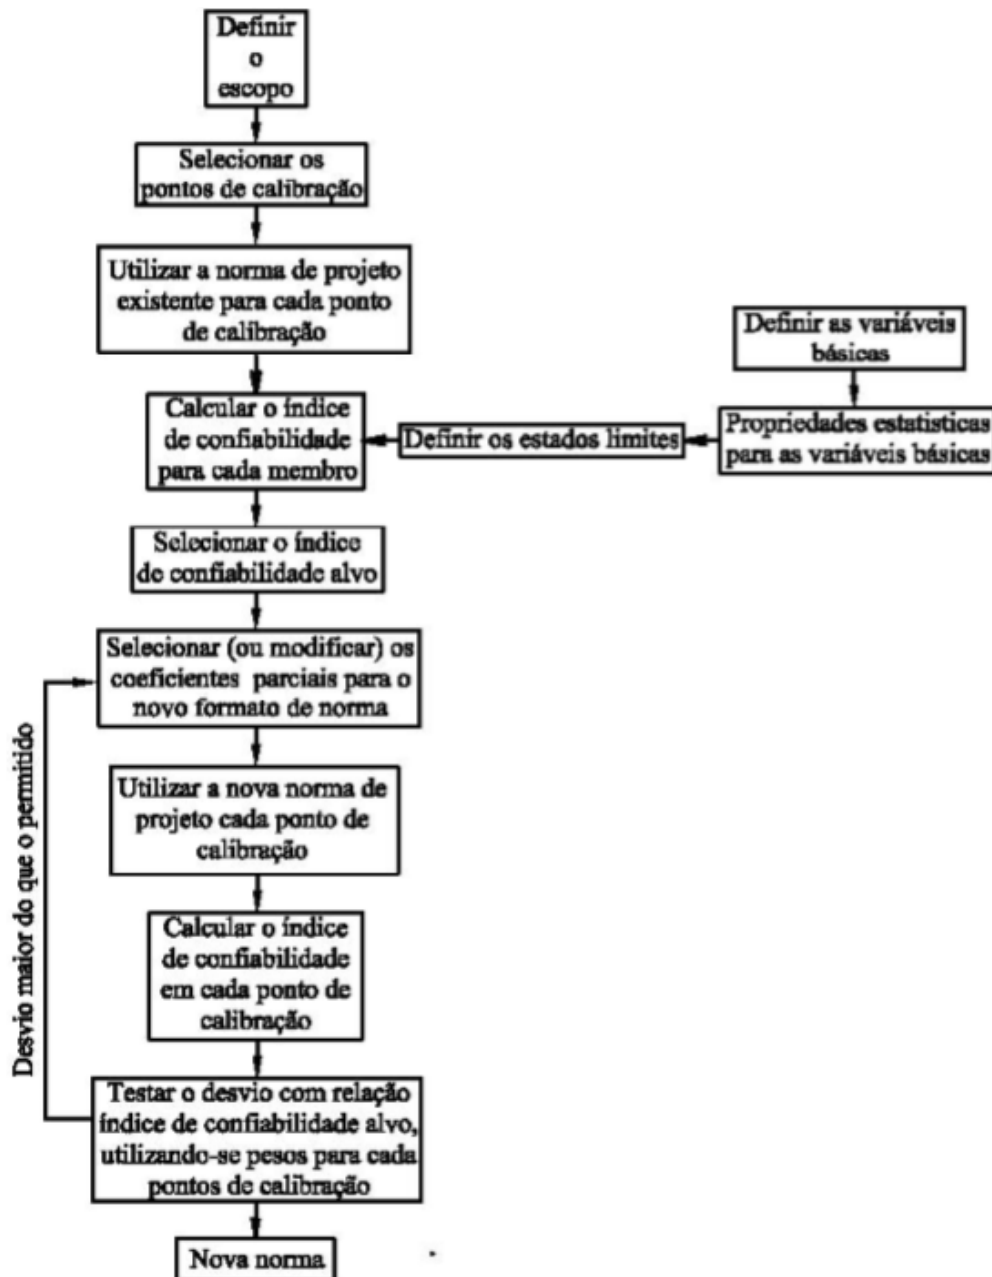 Definir
o
escopo
Selecionar os
pontos de calibração
Utilizar a norma de projeto
existente para cada ponto
de calibração
Definir as variáveis
básicas
Propriedades estatisticas
para as variáveis básicas
Definir os estados limites
Calcular o índice
de confiabilidade
para cada membro
Selecionar o índice
de confiabilidade alvo
Selecionar (ou modificar) os
coeficientes parciais para o
novo formato de norma
Utilizar a nova norma de
projeto cada ponto de
calibração
Calcular o índice
de confiabilidade
em cada ponto de
calibração
Testar o desvio com relação
índice de confiabilidade alvo,
utilizando-se pesos para cada
pontos de calibração
Desvio maior do que o permitido
Nova norma